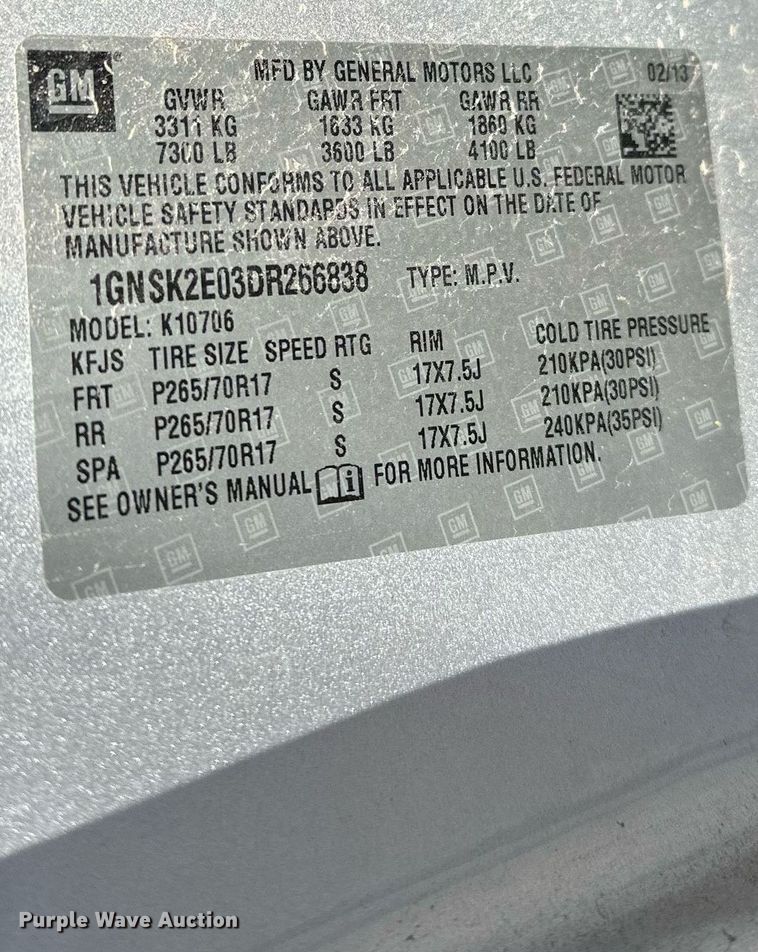 GM
MFD BY GENERAL MOTORS LLC
02/13
GVWR GAWR FRT GAWR RR
3311 KG 1633 KG 1860 KG
7300 LB 3600 LB 4100 LB
THIS VEHICLE CONFORMS TO ALL APPLICABLE U.S. FEDERAL MOTOR
VEHICLE SAFETY STANDARDS IN EFFECT ON THE DATE OF
MANUFACTURE SHOWN ABOVE.
1GNSK2E03DR266838 TYPE: M.P.V.
MODEL: K10706
KFJS TIRE SIZE SPEED RTG RIM COLD TIRE PRESSURE
FRT P265/70R17 S 17X7.5J 210KPA(30PSI)
RR P265/70R17 S 17X7.5J 210KPA(30PSI)
SPA P265/70R17 S 17X7.5J 240KPA(35PSI)
SEE OWNER'S MANUAL i FOR MORE INFORMATION.
Purple Wave Auction